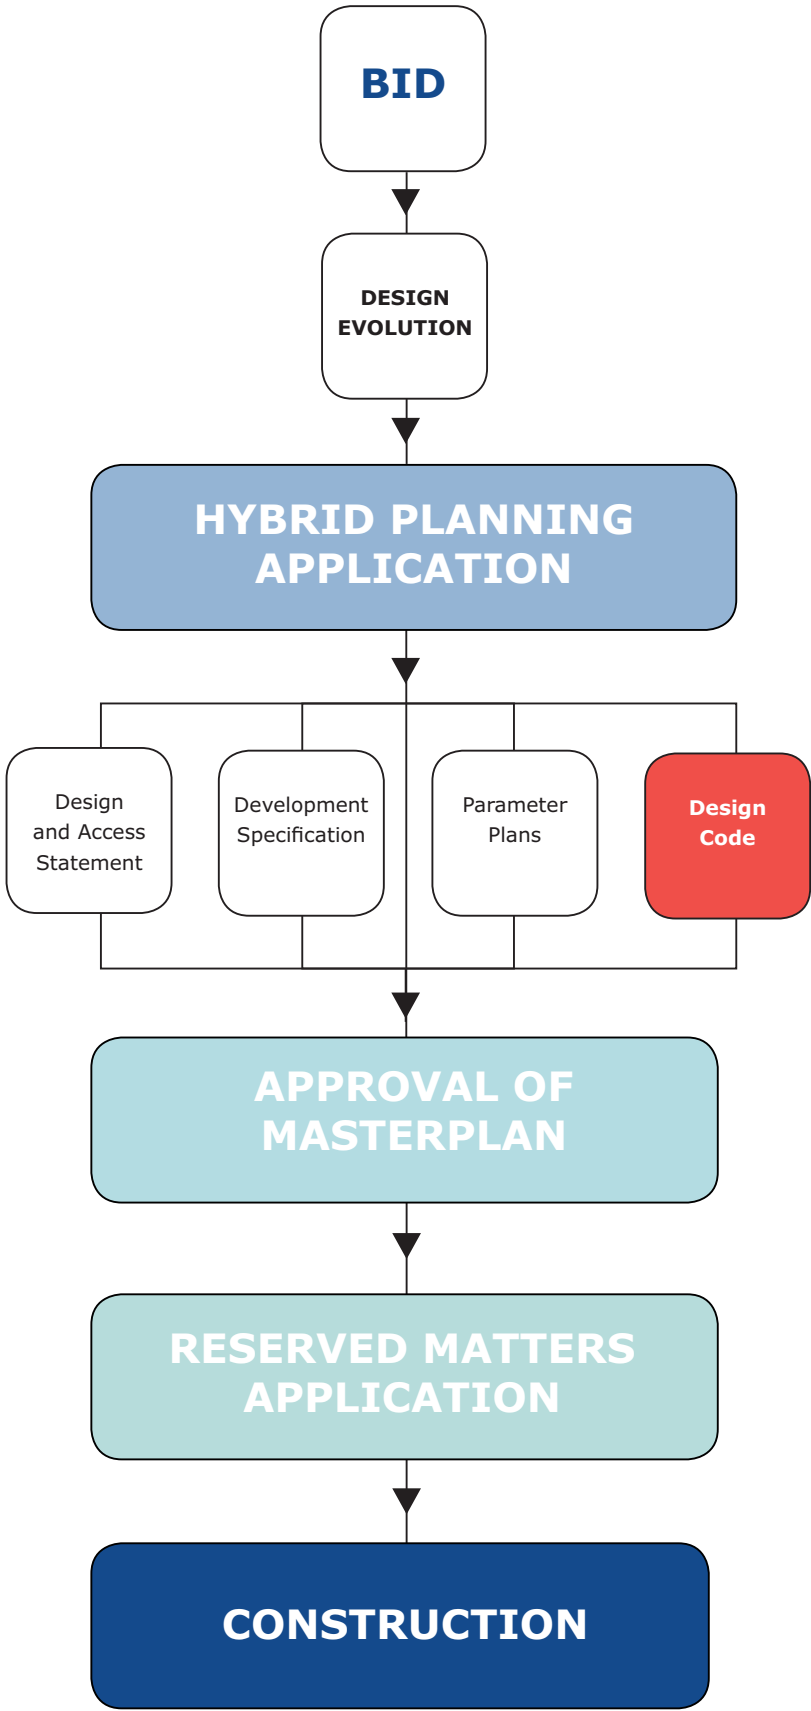 BID
DESIGN
EVOLUTION
HYBRID PLANNING
APPLICATION
Design
and Access
Statement
Development
Specification
Parameter
Plans
Design
Code
APPROVAL OF
MASTERPLAN
RESERVED MATTERS
APPLICATION
CONSTRUCTION